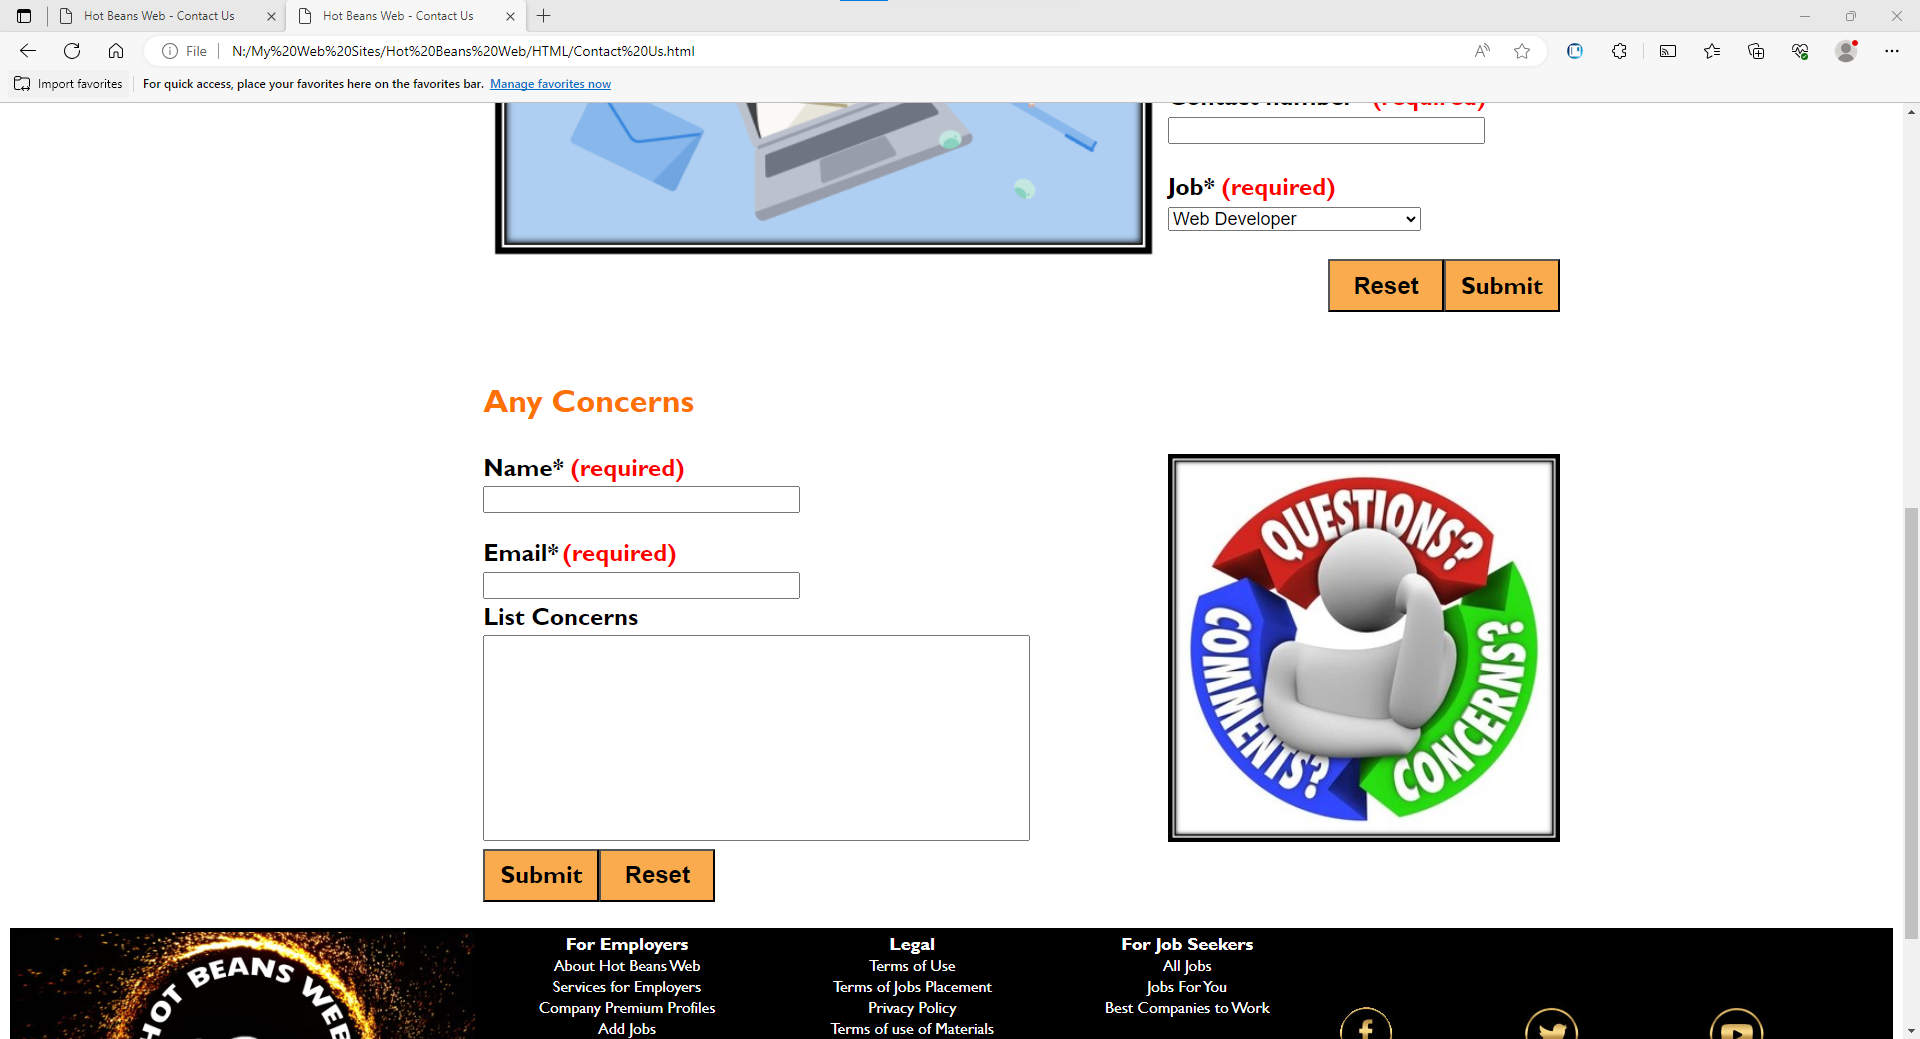 Hot Beans Web - Contact Us
Hot Beans Web - Contact Us
File
N:/My%20Web%20Sites/Hot%20Beans%20Web/HTML/Contact%20Us.html
Import favorites
For quick access, place your favorites here on the favorites bar. Manage favorites now
Contact number* (required)
Job* (required)
Web Developer
Reset
Submit
Any Concerns
Name* (required)
Email* (required)
List Concerns
QUESTIONS?
COMMENTS?
CONCERNS?
Submit
Reset
HOT BEANS WEB
For Employers
About Hot Beans Web
Services for Employers
Company Premium Profiles
Add Jobs
Legal
Terms of Use
Terms of Jobs Placement
Privacy Policy
Terms of use of Materials
For Job Seekers
All Jobs
Jobs For You
Best Companies to Work